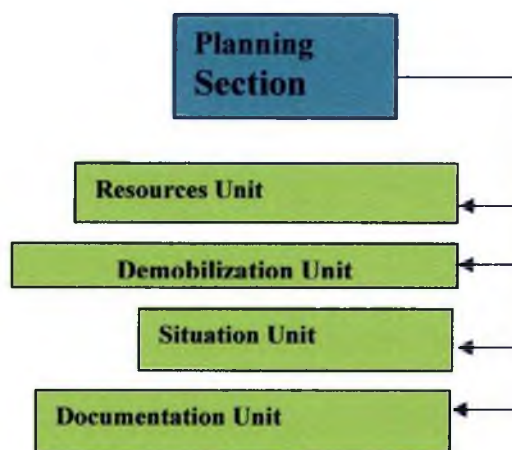 Planning
Section
Resources Unit
Demobilization Unit
Situation Unit
Documentation Unit